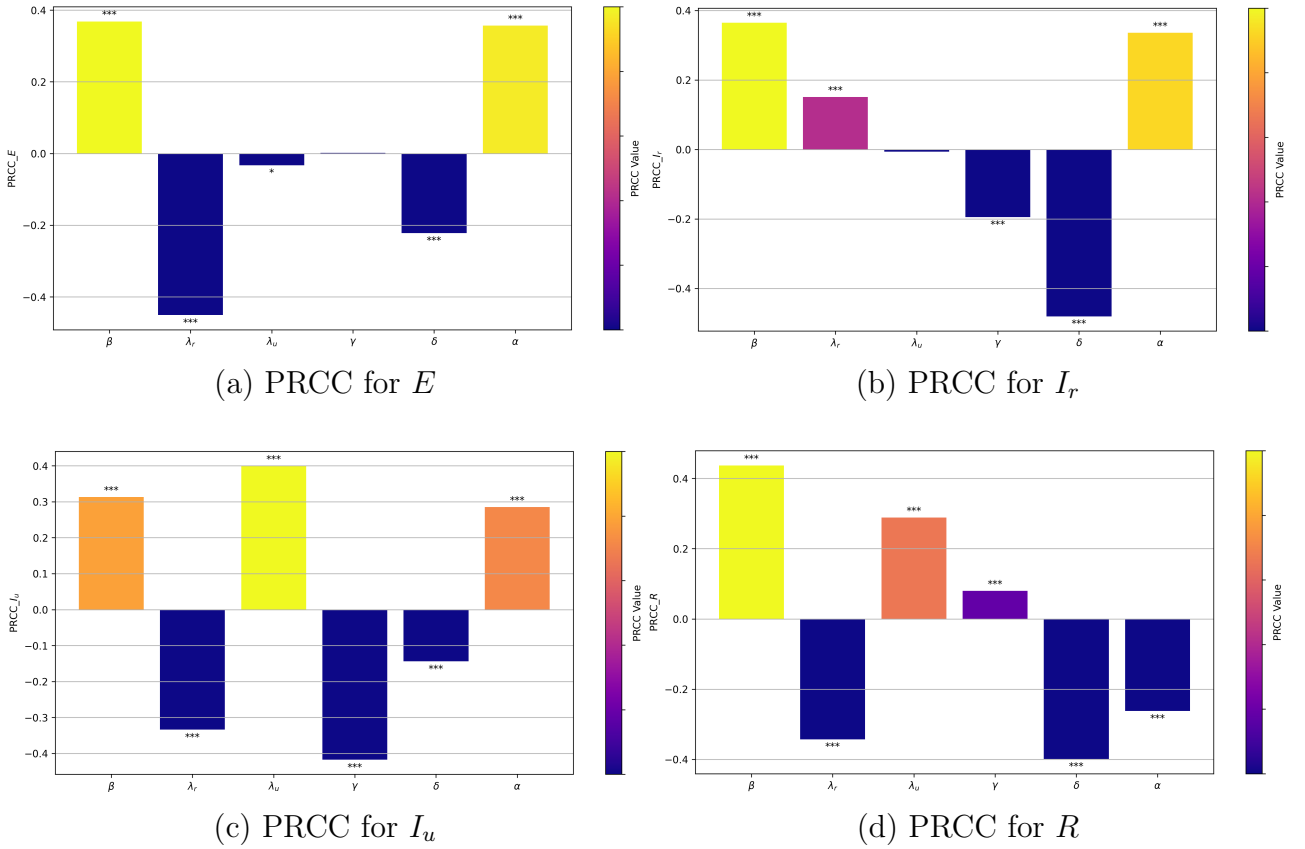 0.4
0.2
0.0
−0.2
−0.4
PRCC_E
***
***
*
***
***
β
λr
λu
γ
δ
α
PRCC Value
(a) PRCC for E
0.4
0.2
0.0
−0.2
−0.4
PRCC_Ir
***
***
***
***
***
β
λr
λu
γ
δ
α
PRCC Value
(b) PRCC for Ir
0.4
0.3
0.2
0.1
0.0
−0.1
−0.2
−0.3
−0.4
PRCC_Iu
***
***
***
***
***
***
β
λr
λu
γ
δ
α
PRCC Value
(c) PRCC for Iu
0.4
0.2
0.0
−0.2
−0.4
PRCC_R
***
***
***
***
***
***
β
λr
λu
γ
δ
α
PRCC Value
(d) PRCC for R